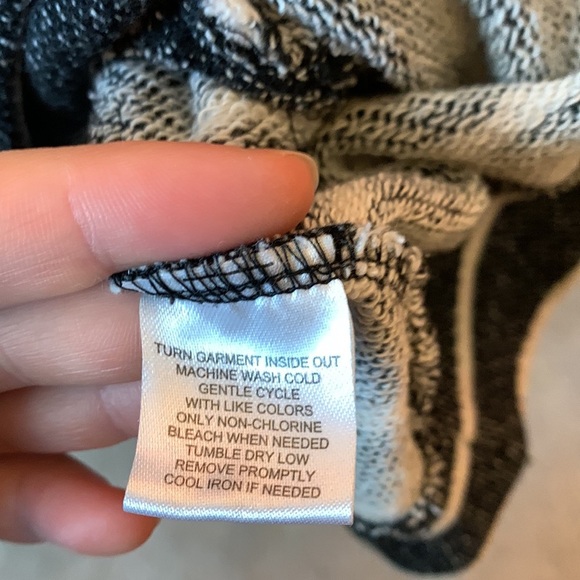 TURN GARMENT INSIDE OUT
MACHINE WASH COLD
GENTLE CYCLE
WITH LIKE COLORS
ONLY NON-CHLORINE
BLEACH WHEN NEEDED
TUMBLE DRY LOW
REMOVE PROMPTLY
COOL IRON IF NEEDED